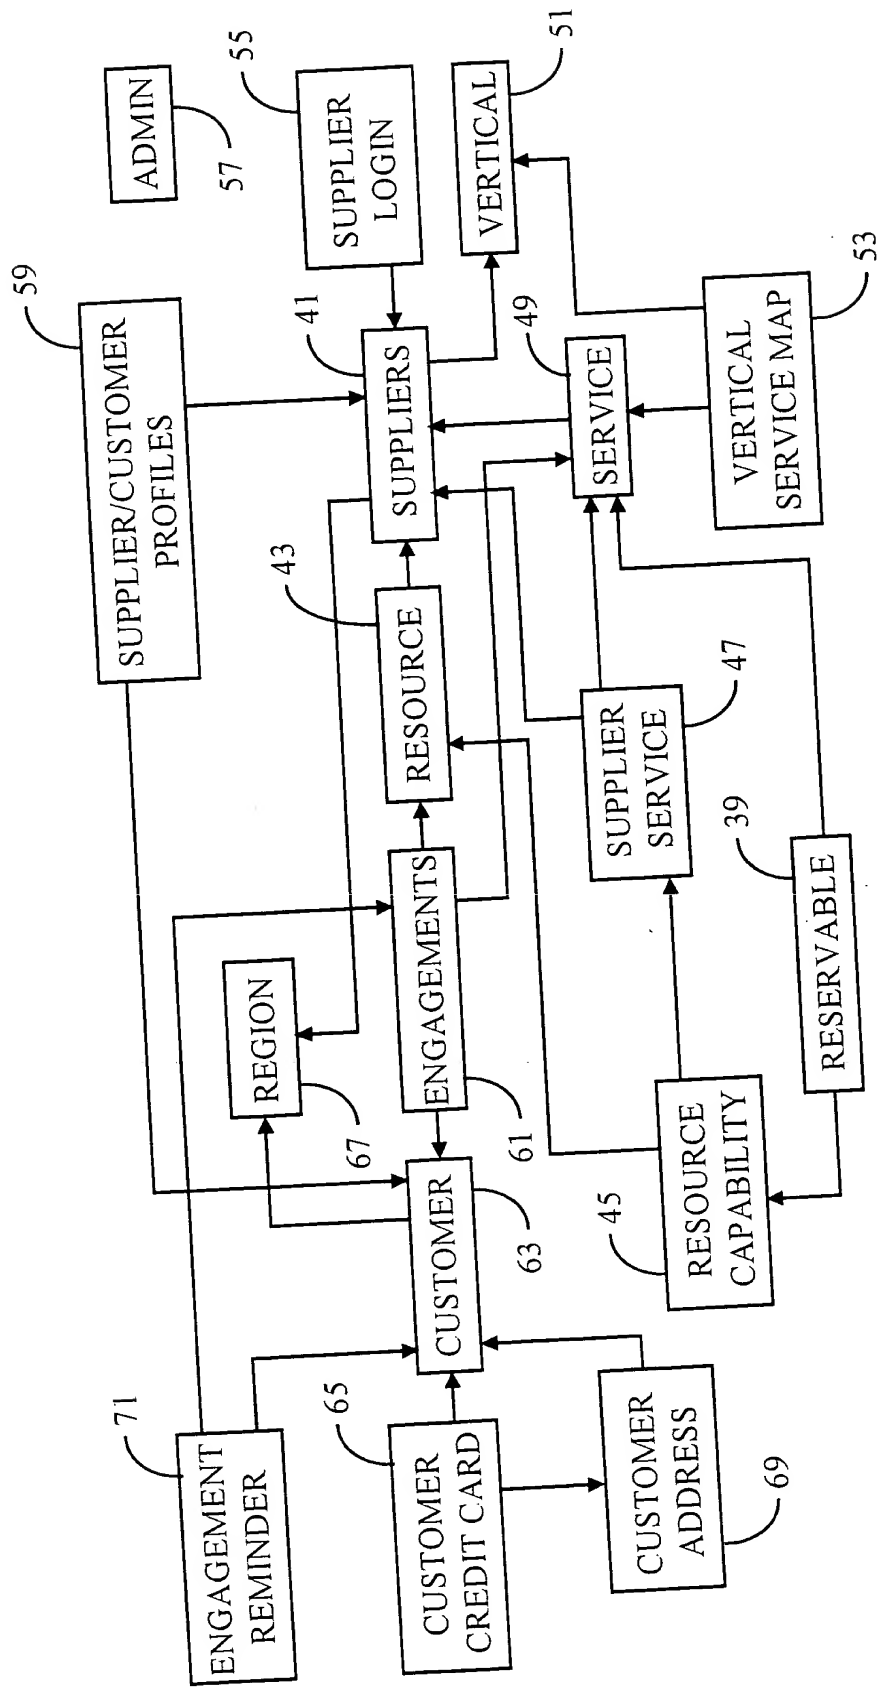 71
ENGAGEMENT
REMINDER
59
SUPPLIER/CUSTOMER
PROFILES
ADMIN
57
REGION
67
65
CUSTOMER
CREDIT CARD
CUSTOMER
63
ENGAGEMENTS
61
RESOURCE
43
SUPPLIERS
41
SUPPLIER
LOGIN
55
CUSTOMER
ADDRESS
69
45
RESOURCE
CAPABILITY
SUPPLIER
SERVICE
47
SERVICE
49
VERTICAL
51
RESERVABLE
39
VERTICAL
SERVICE MAP
53